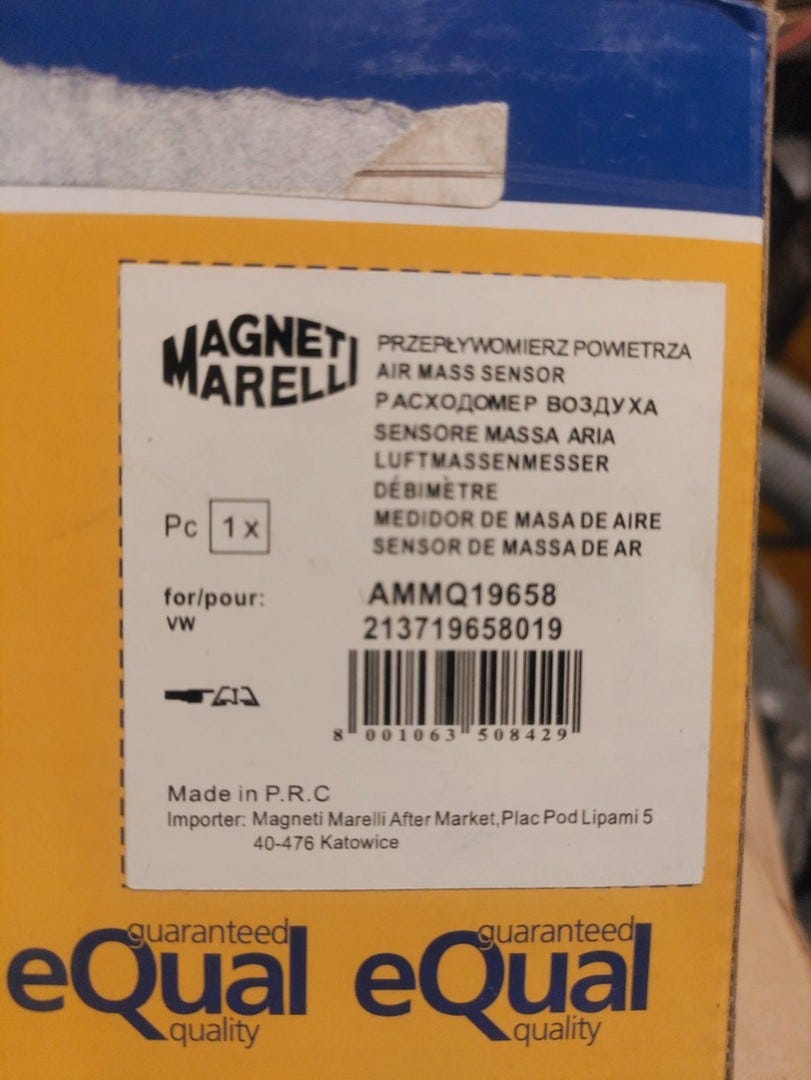 MAGNETI
MARELLI
PRZEPŁYWOMIERZ POWIETRZA
AIR MASS SENSOR
РАСХОДОМЕР ВОЗДУХА
SENSORE MASSA ARIA
LUFTMASSENMESSER
DÉBIMÈTRE
MEDIDOR DE MASA DE AIRE
SENSOR DE MASSA DE AR
Pc 1 x
for/pour:
VW
AMMQ19658
213719658019
8 001063 508429
Made in P.R.C
Importer: Magneti Marelli After Market,Plac Pod Lipami 5
40-476 Katowice
guaranteed
eQual
quality
guaranteed
eQual
quality